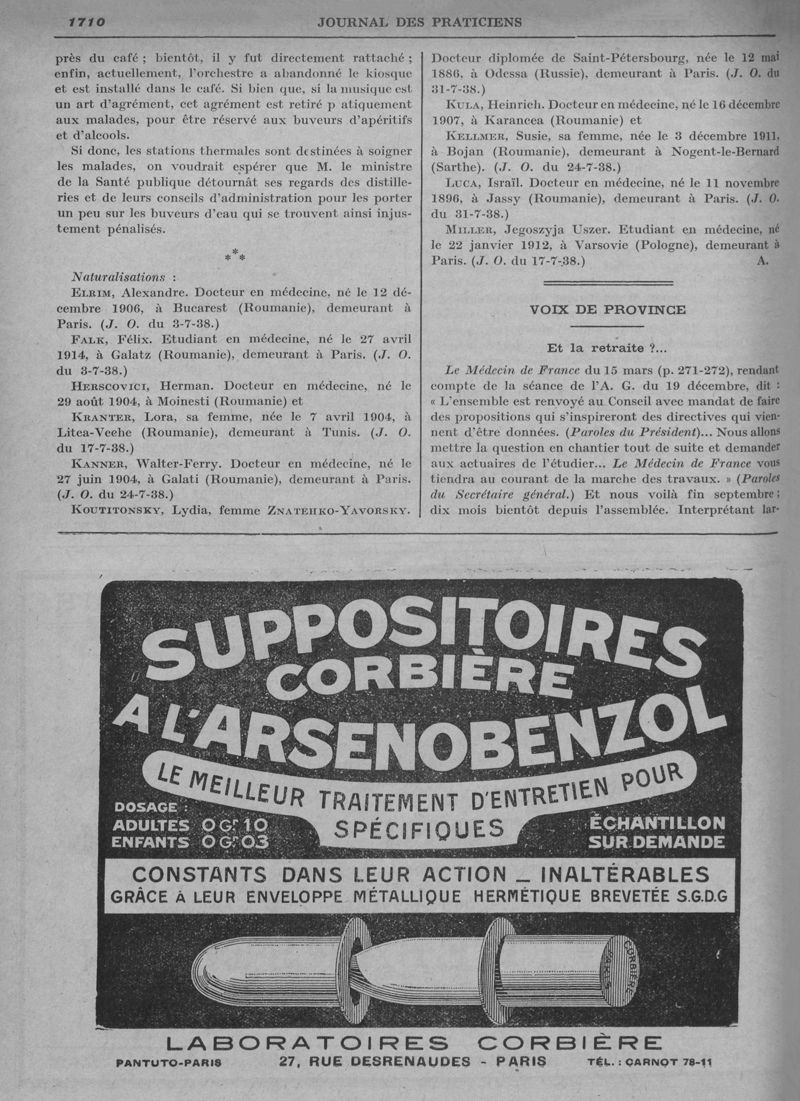 1710
JOURNAL DES PRATICIENS
près du café ; bientôt, il y fut directement rattaché ;
enfin, actuellement, l'orchestre a abandonné le kiosque
et est installé dans le café. Si bien que, si la musique est
un art d'agrément, cet agrément est retiré p atiquement
aux malades, pour être réservé aux buveurs d'apéritifs
et d'alcools.
Si donc, les stations thermales sont destinées à soigner
les malades, on voudrait espérer que M. le ministre
de la Santé publique détournât ses regards des distille-
ries et de leurs conseils d'administration pour les porter
un peu sur les buveurs d'eau qui se trouvent ainsi injus-
tement pénalisés.
*
* *
Naturalisations :
ELRIM, Alexandre. Docteur en médecine, né le 12 dé-
cembre 1906, à Bucarest (Roumanie), demeurant à
Paris. (J. O. du 3-7-38.)
FALK, Félix. Etudiant en médecine, né le 27 avril
1914, à Galatz (Roumanie), demeurant à Paris. (J. O.
du 3-7-38.)
HERSCOVICI, Herman. Docteur en médecine, né le
29 août 1904, à Moinesti (Roumanie) et
KRANTER, Lora, sa femme, née le 7 avril 1904, à
Litea-Veche (Roumanie), demeurant à Tunis. (J. O.
du 17-7-38.)
KANNER, Walter-Ferry. Docteur en médecine, né le
27 juin 1904, à Galati (Roumanie), demeurant à Paris.
(J. O. du 24-7-38.)
KOUTITONSKY, Lydia, femme ZNATEHKO-YAVORSKY.
Docteur diplomée de Saint-Pétersbourg, née le 12 mai
1886, à Odessa (Russie), demeurant à Paris. (J. O. du
31-7-38.)
KULA, Heinrich. Docteur en médecine, né le 16 décembre
1907, à Karancea (Roumanie) et
KELLMER, Susie, sa femme, née le 3 décembre 1911,
à Bojan (Roumanie), demeurant à Nogent-le-Bernard
(Sarthe). (J. O. du 24-7-38.)
LUCA, Israïl. Docteur en médecine, né le 11 novembre
1896, à Jassy (Roumanie), demeurant à Paris. (J. O.
du 31-7-38.)
MILLER, Jegoszyja Uszer. Etudiant en médecine, né
le 22 janvier 1912, à Varsovie (Pologne), demeurant à
Paris. (J. O. du 17-7-38.) A.
VOIX DE PROVINCE
Et la retraite ?...
Le Médecin de France du 15 mars (p. 271-272), rendant
compte de la séance de l'A. G. du 19 décembre, dit :
« L'ensemble est renvoyé au Conseil avec mandat de faire
des propositions qui s'inspireront des directives qui vien-
nent d'être données. (Paroles du Président)... Nous allons
mettre la question en chantier tout de suite et demander
aux actuaires de l'étudier... Le Médecin de France vous
tiendra au courant de la marche des travaux. » (Paroles
du Secrétaire général.) Et nous voilà fin septembre ;
dix mois bientôt depuis l'assemblée. Interprétant lar-
SUPPOSITOIRES
CORBIÈRE
A L'ARSENOBENZOL
LE MEILLEUR TRAITEMENT D'ENTRETIEN POUR
SPÉCIFIQUES
DOSAGE :
ADULTES 0 Gr 10
ENFANTS 0 Gr 03
ÉCHANTILLON
SUR DEMANDE
CONSTANTS DANS LEUR ACTION _ INALTÉRABLES
GRÂCE A LEUR ENVELOPPE MÉTALLIQUE HERMÉTIQUE BREVETÉE S.G.D.G
CORBIÈRE
PARIS
LABORATOIRES CORBIÈRE
PANTUTO-PARIS 27, RUE DESRENAUDES - PARIS TÉL. : CARNOT 78-11